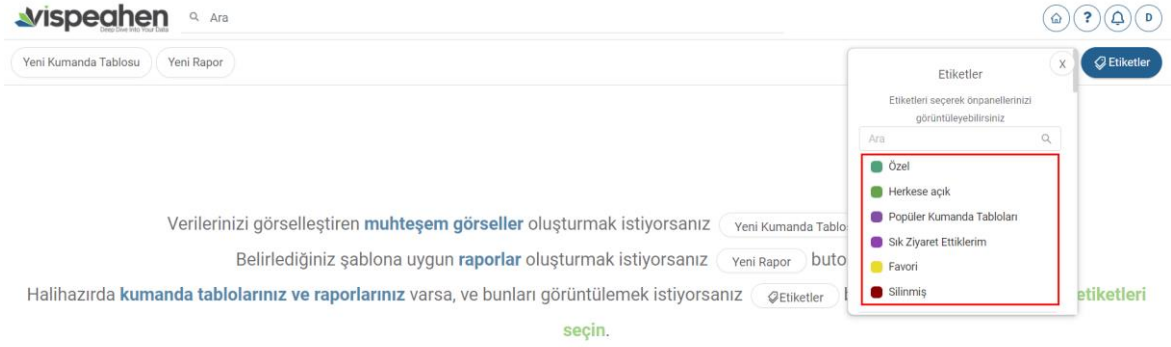 vispeahen
Deep Dive Into Your Data
Ara
?
D
Yeni Kumanda Tablosu
Yeni Rapor
Etiketler
X
Etiketler
Etiketleri seçerek önpanellerinizi
görüntüleyebilirsiniz
Ara
Özel
Herkese açık
Popüler Kumanda Tabloları
Sık Ziyaret Ettiklerim
Favori
Silinmiş
Verilerinizi görselleştiren muhteşem görseller oluşturmak istiyorsanız Yeni Kumanda Tablo
Belirlediğiniz şablona uygun raporlar oluşturmak istiyorsanız Yeni Rapor buto
Halihazırda kumanda tablolarınız ve raporlarınız varsa, ve bunları görüntülemek istiyorsanız Etiketler etiketleri
seçin.